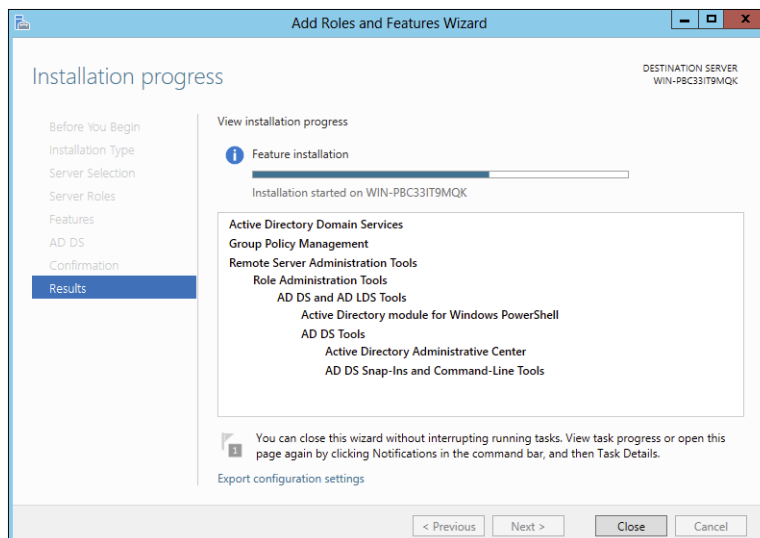 Add Roles and Features Wizard
Installation progress
DESTINATION SERVER
WIN-PBC33IT9MQK
Before You Begin
Installation Type
Server Selection
Server Roles
Features
AD DS
Confirmation
Results
View installation progress
Feature installation
Installation started on WIN-PBC33IT9MQK
Active Directory Domain Services
Group Policy Management
Remote Server Administration Tools
Role Administration Tools
AD DS and AD LDS Tools
Active Directory module for Windows PowerShell
AD DS Tools
Active Directory Administrative Center
AD DS Snap-Ins and Command-Line Tools
1
You can close this wizard without interrupting running tasks. View task progress or open this
page again by clicking Notifications in the command bar, and then Task Details.
Export configuration settings
< Previous
Next >
Close
Cancel